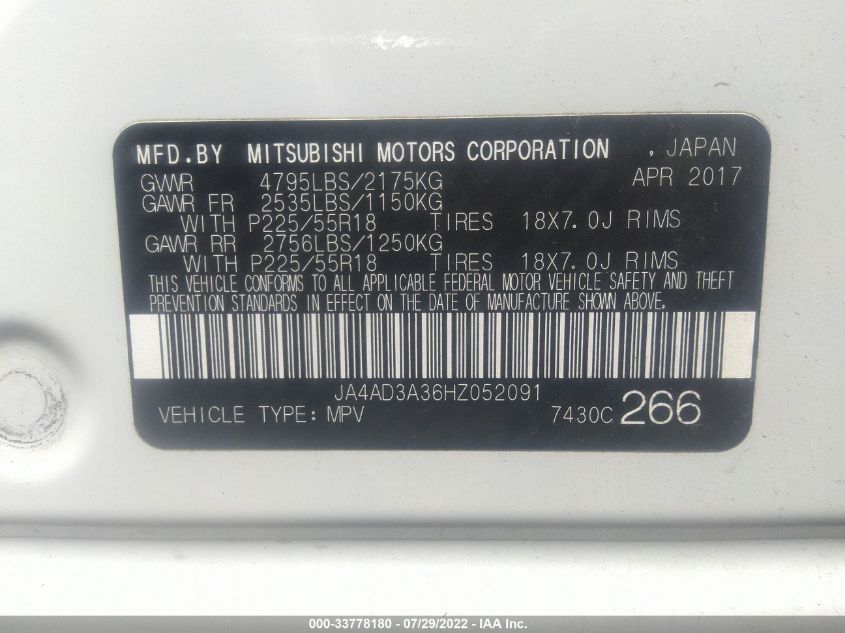 MFD.BY MITSUBISHI MOTORS CORPORATION , JAPAN
GVWR 4795LBS/2175KG APR 2017
GAWR FR 2535LBS/1150KG
WITH P225/55R18 TIRES 18X7.0J RIMS
GAWR RR 2756LBS/1250KG
WITH P225/55R18 TIRES 18X7.0J RIMS
THIS VEHICLE CONFORMS TO ALL APPLICABLE FEDERAL MOTOR VEHICLE SAFETY AND THEFT
PREVENTION STANDARDS IN EFFECT ON THE DATE OF MANUFACTURE SHOWN ABOVE.
JA4AD3A36HZ052091
VEHICLE TYPE: MPV 7430C 266
000-33778180 - 07/29/2022 - IAA Inc.